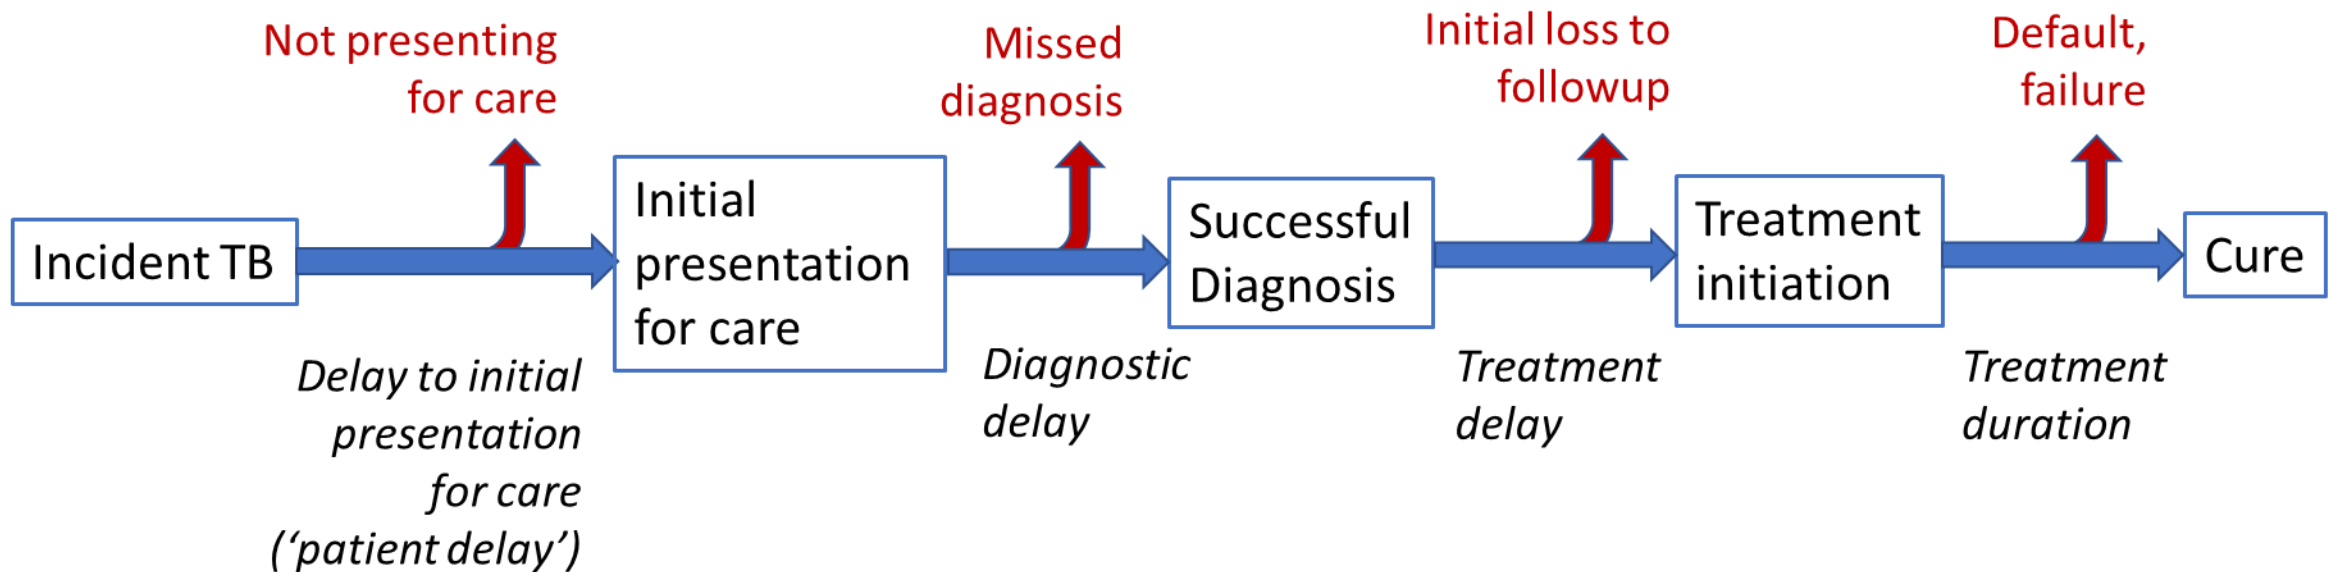 Not presenting
for care
Missed
diagnosis
Initial loss to
followup
Default,
failure
Incident TB
Initial
presentation
for care
Successful
Diagnosis
Treatment
initiation
Cure
Delay to initial
presentation
for care
(‘patient delay’)
Diagnostic
delay
Treatment
delay
Treatment
duration